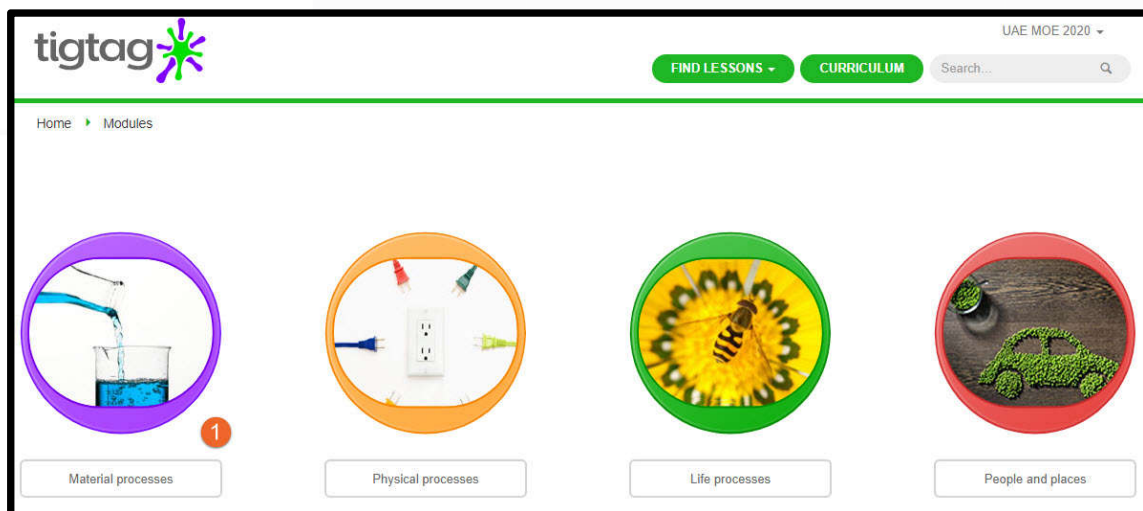 tigtag
UAE MOE 2020
FIND LESSONS
CURRICULUM
Search...
Home Modules
1
Material processes
Physical processes
Life processes
People and places